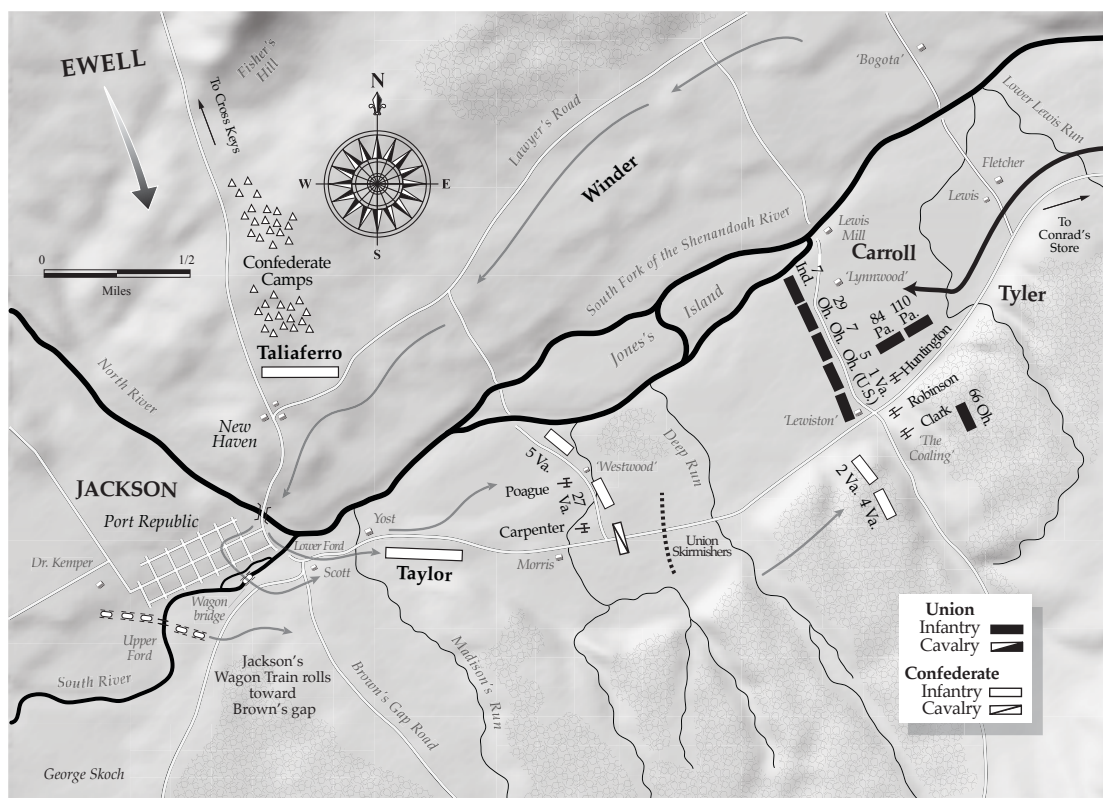 EWELL
Fisher's
Hill
To Cross Keys
N
W
E
S
Lawyer's Road
'Bogota'
Lower Lewis Run
Fletcher
Lewis
To
Conrad's
Store
Winder
South Fork of the Shenandoah River
Lewis
Mill
Carroll
'Lynnwood'
Tyler
0
1/2
Miles
Confederate
Camps
Taliaferro
Jones's
Island
7
Ind.
29
Oh.
7
Oh.
5
Oh.
1 Va.
(U.S.)
84
Pa.
110
Pa.
Huntington
Robinson
Clark
66 Oh.
'The
Coaling'
'Lewiston'
North River
New
Haven
5 Va.
'Westwood'
Deep Run
Poague
27
Va.
Carpenter
2 Va.
4 Va.
Union
Skirmishers
JACKSON
Port Republic
Yost
Lower Ford
Taylor
Morris
Scott
Dr. Kemper
Wagon
bridge
Upper
Ford
South River
Jackson's
Wagon Train rolls
toward
Brown's gap
Brown's Gap Road
Madison's Run
George Skoch
Union
Infantry
Cavalry
Confederate
Infantry
Cavalry